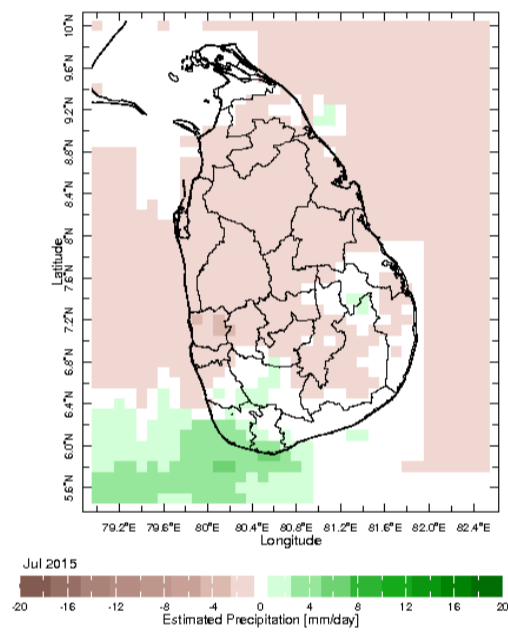 10°N
9.6°N
9.2°N
8.8°N
8.4°N
8°N
7.6°N
7.2°N
6.8°N
6.4°N
6.0°N
5.6°N
Latitude
79.2°E 79.6°E 80°E 80.4°E 80.8°E 81.2°E 81.6°E 82.0°E 82.4°E
Longitude
Jul 2015
-20 -16 -12 -8 -4 0 4 8 12 16 20
Estimated Precipitation [mm/day]